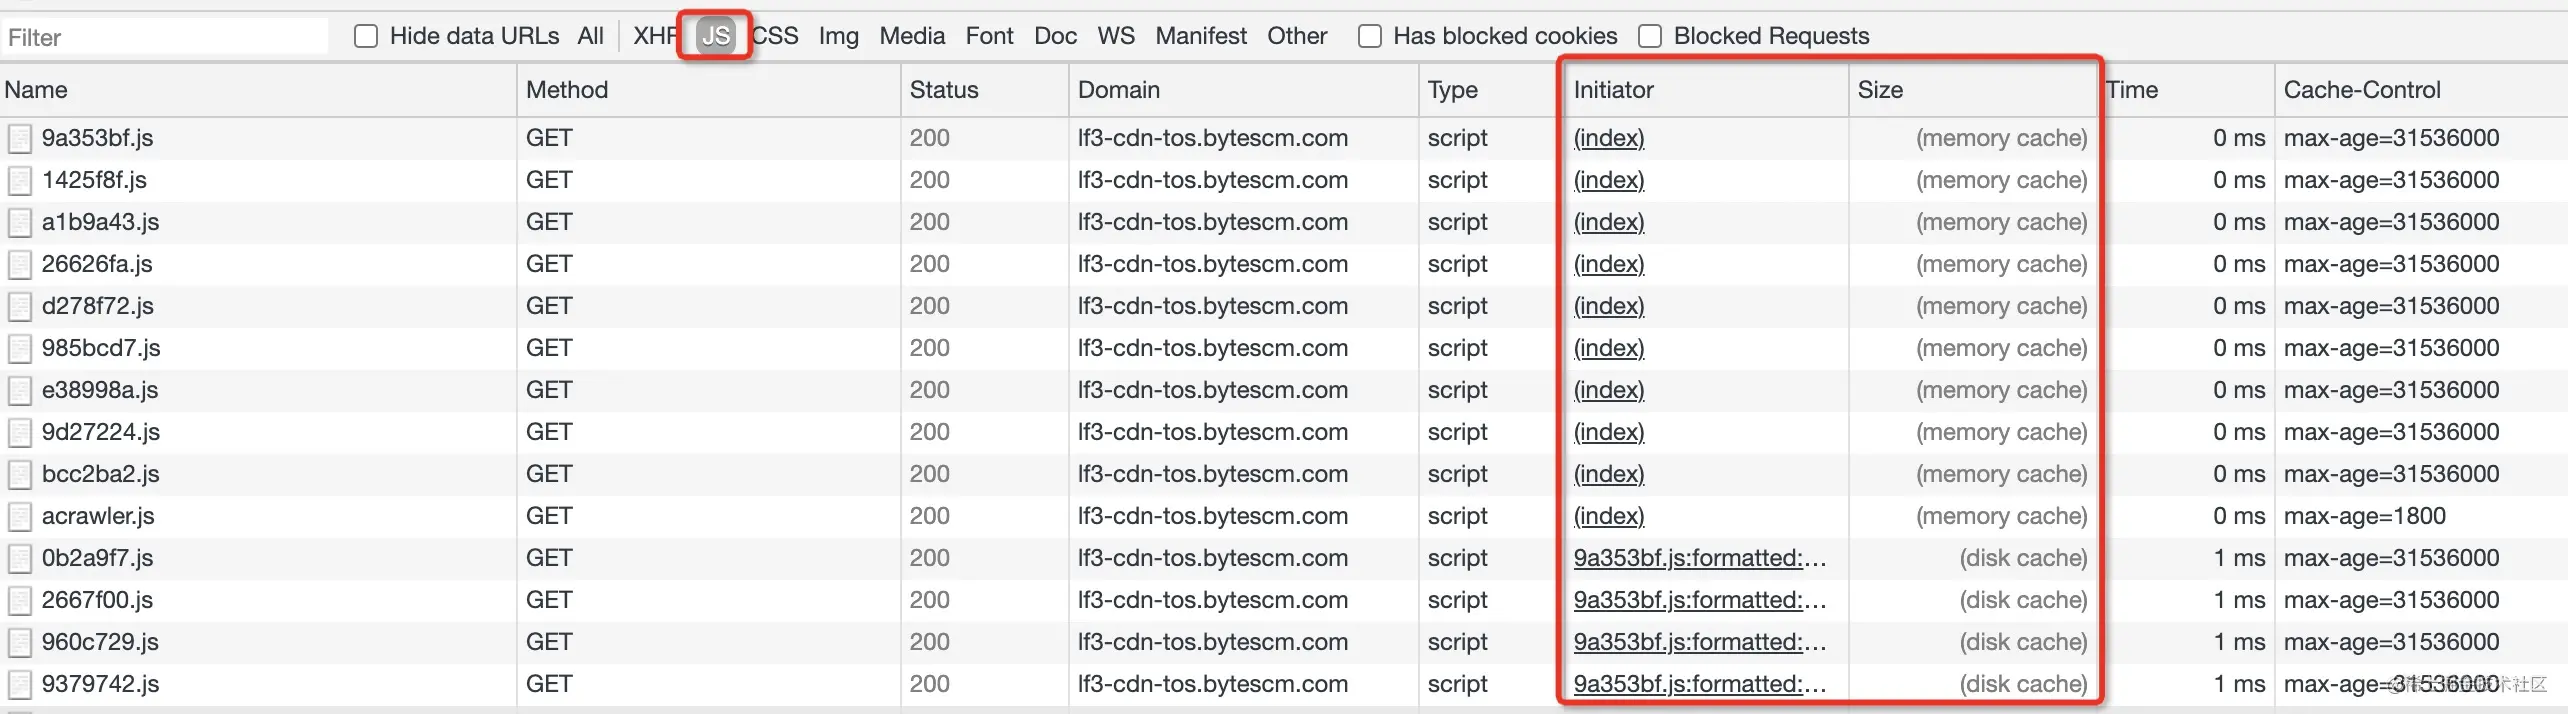 Filter Hide data URLs All XHR JS CSS Img Media Font Doc WS Manifest Other Has blocked cookies Blocked Requests
Name Method Status Domain Type Initiator Size Time Cache-Control
9a353bf.js GET 200 lf3-cdn-tos.bytescm.com script (index) (memory cache) 0 ms max-age=31536000
1425f8f.js GET 200 lf3-cdn-tos.bytescm.com script (index) (memory cache) 0 ms max-age=31536000
a1b9a43.js GET 200 lf3-cdn-tos.bytescm.com script (index) (memory cache) 0 ms max-age=31536000
26626fa.js GET 200 lf3-cdn-tos.bytescm.com script (index) (memory cache) 0 ms max-age=31536000
d278f72.js GET 200 lf3-cdn-tos.bytescm.com script (index) (memory cache) 0 ms max-age=31536000
985bcd7.js GET 200 lf3-cdn-tos.bytescm.com script (index) (memory cache) 0 ms max-age=31536000
e38998a.js GET 200 lf3-cdn-tos.bytescm.com script (index) (memory cache) 0 ms max-age=31536000
9d27224.js GET 200 lf3-cdn-tos.bytescm.com script (index) (memory cache) 0 ms max-age=31536000
bcc2ba2.js GET 200 lf3-cdn-tos.bytescm.com script (index) (memory cache) 0 ms max-age=31536000
acrawler.js GET 200 lf3-cdn-tos.bytescm.com script (index) (memory cache) 0 ms max-age=1800
0b2a9f7.js GET 200 lf3-cdn-tos.bytescm.com script 9a353bf.js:formatted:… (disk cache) 1 ms max-age=31536000
2667f00.js GET 200 lf3-cdn-tos.bytescm.com script 9a353bf.js:formatted:… (disk cache) 1 ms max-age=31536000
960c729.js GET 200 lf3-cdn-tos.bytescm.com script 9a353bf.js:formatted:… (disk cache) 1 ms max-age=31536000
9379742.js GET 200 lf3-cdn-tos.bytescm.com script 9a353bf.js:formatted:… (disk cache) 1 ms max-age=31536000
@稀土掘金技术社区